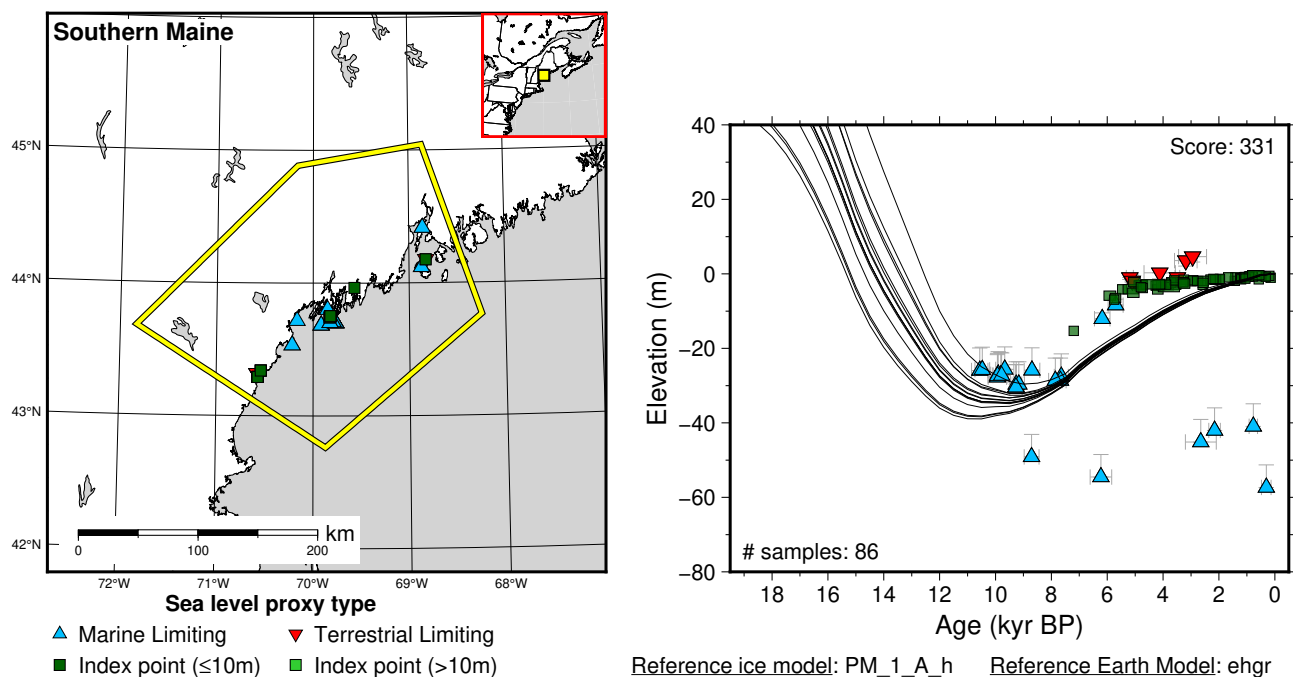 Southern Maine
45°N
44°N
43°N
42°N
km
0 100 200
72°W 71°W 70°W 69°W 68°W
Sea level proxy type
Marine Limiting Terrestrial Limiting
Index point (≤10m) Index point (>10m)
Score: 331
40
20
0
−20
−40
−60
−80
Elevation (m)
# samples: 86
18 16 14 12 10 8 6 4 2 0
Age (kyr BP)
Reference ice model: PM_1_A_h Reference Earth Model: ehgr